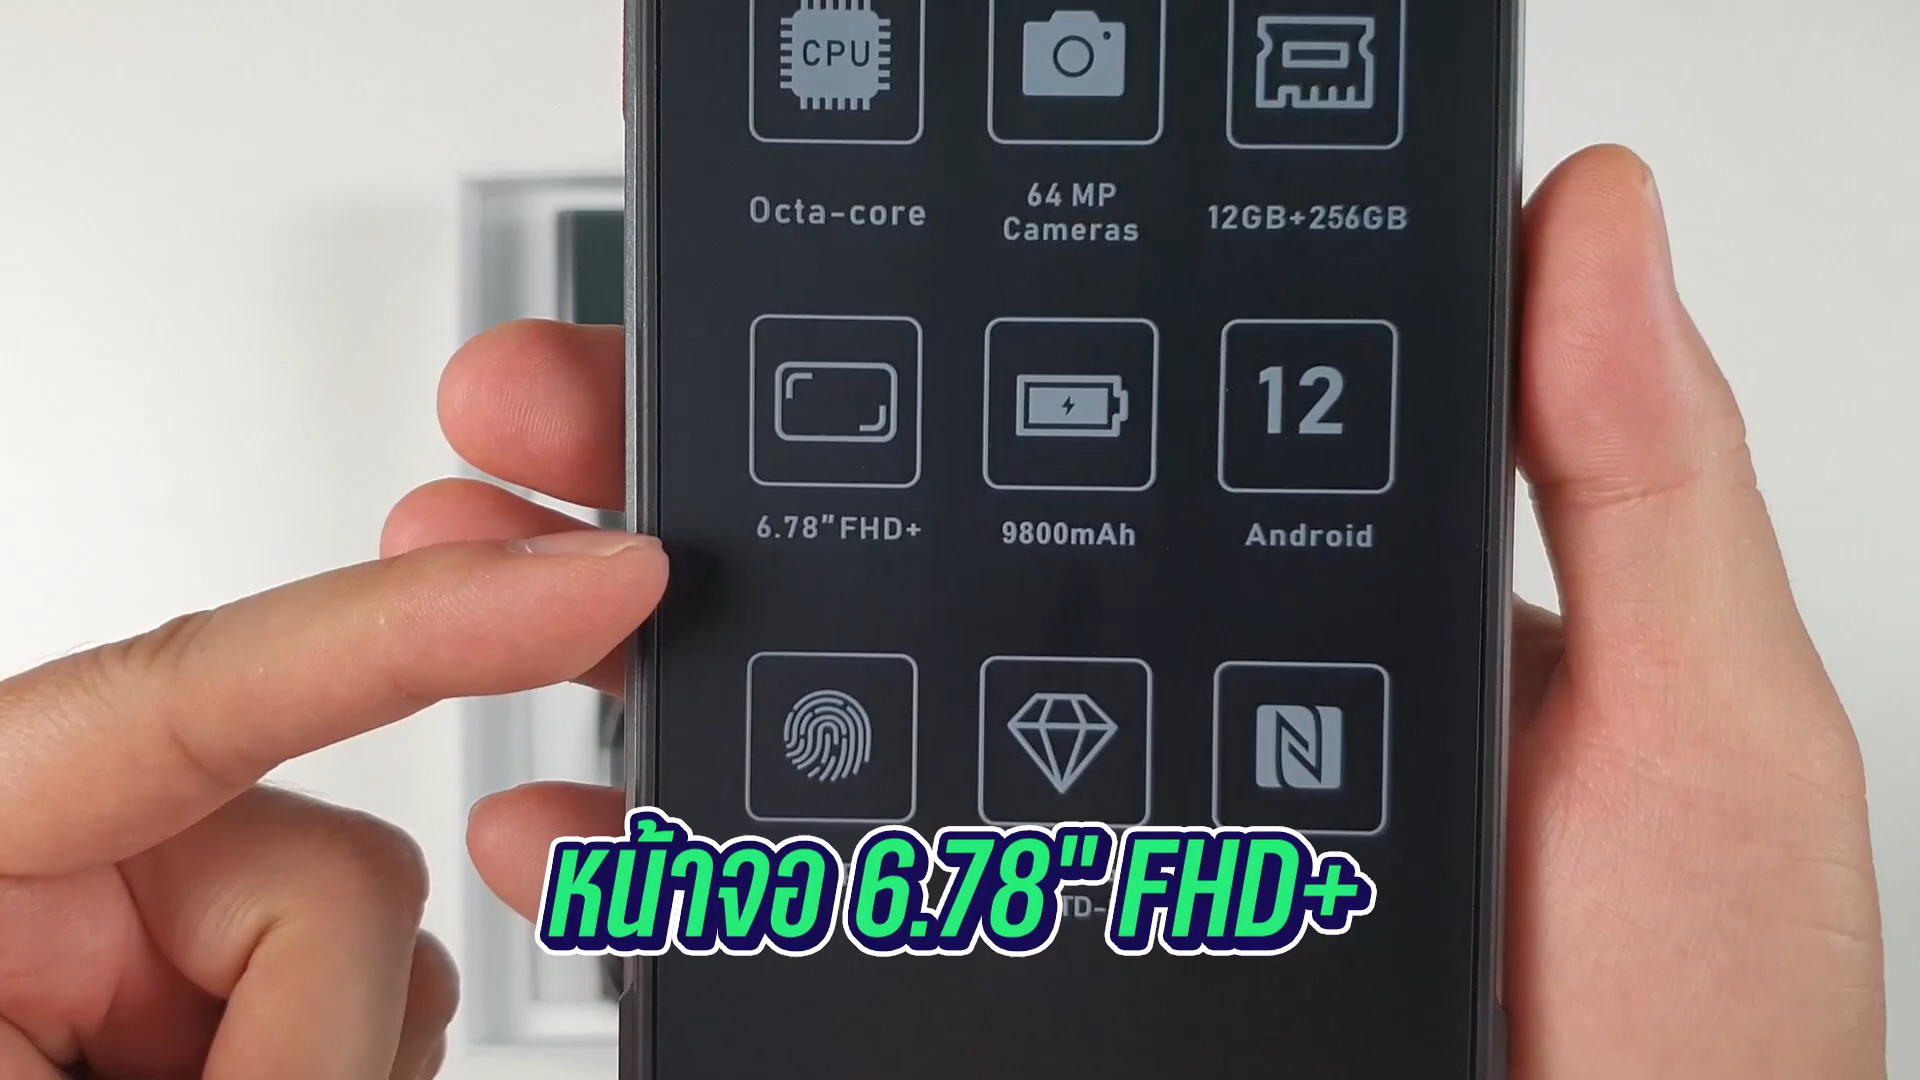 CPU
Octa-core
64 MP
Cameras
12GB+256GB
12
6.78"FHD+
9800mAh
Android
หน้าจอ 6.78" FHD+